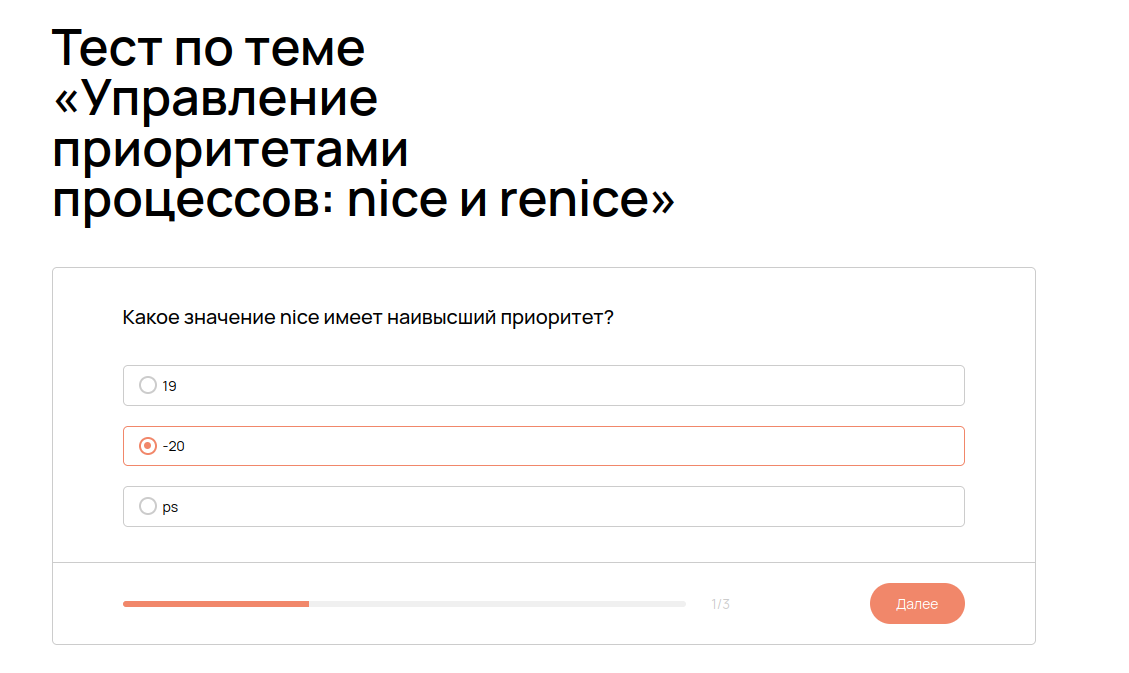 Тест по теме
«Управление
приоритетами
процессов: nice и renice»
Какое значение nice имеет наивысший приоритет?
19
-20
ps
1/3
Далее